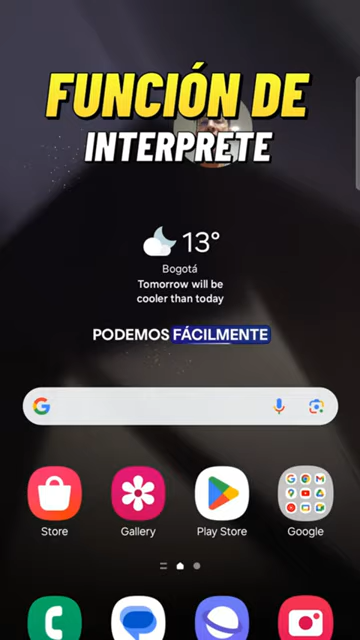 FUNCIÓN DE
INTERPRETE
13°
Bogotá
Tomorrow will be
cooler than today
PODEMOS FÁCILMENTE
Store
Gallery
Play Store
Google